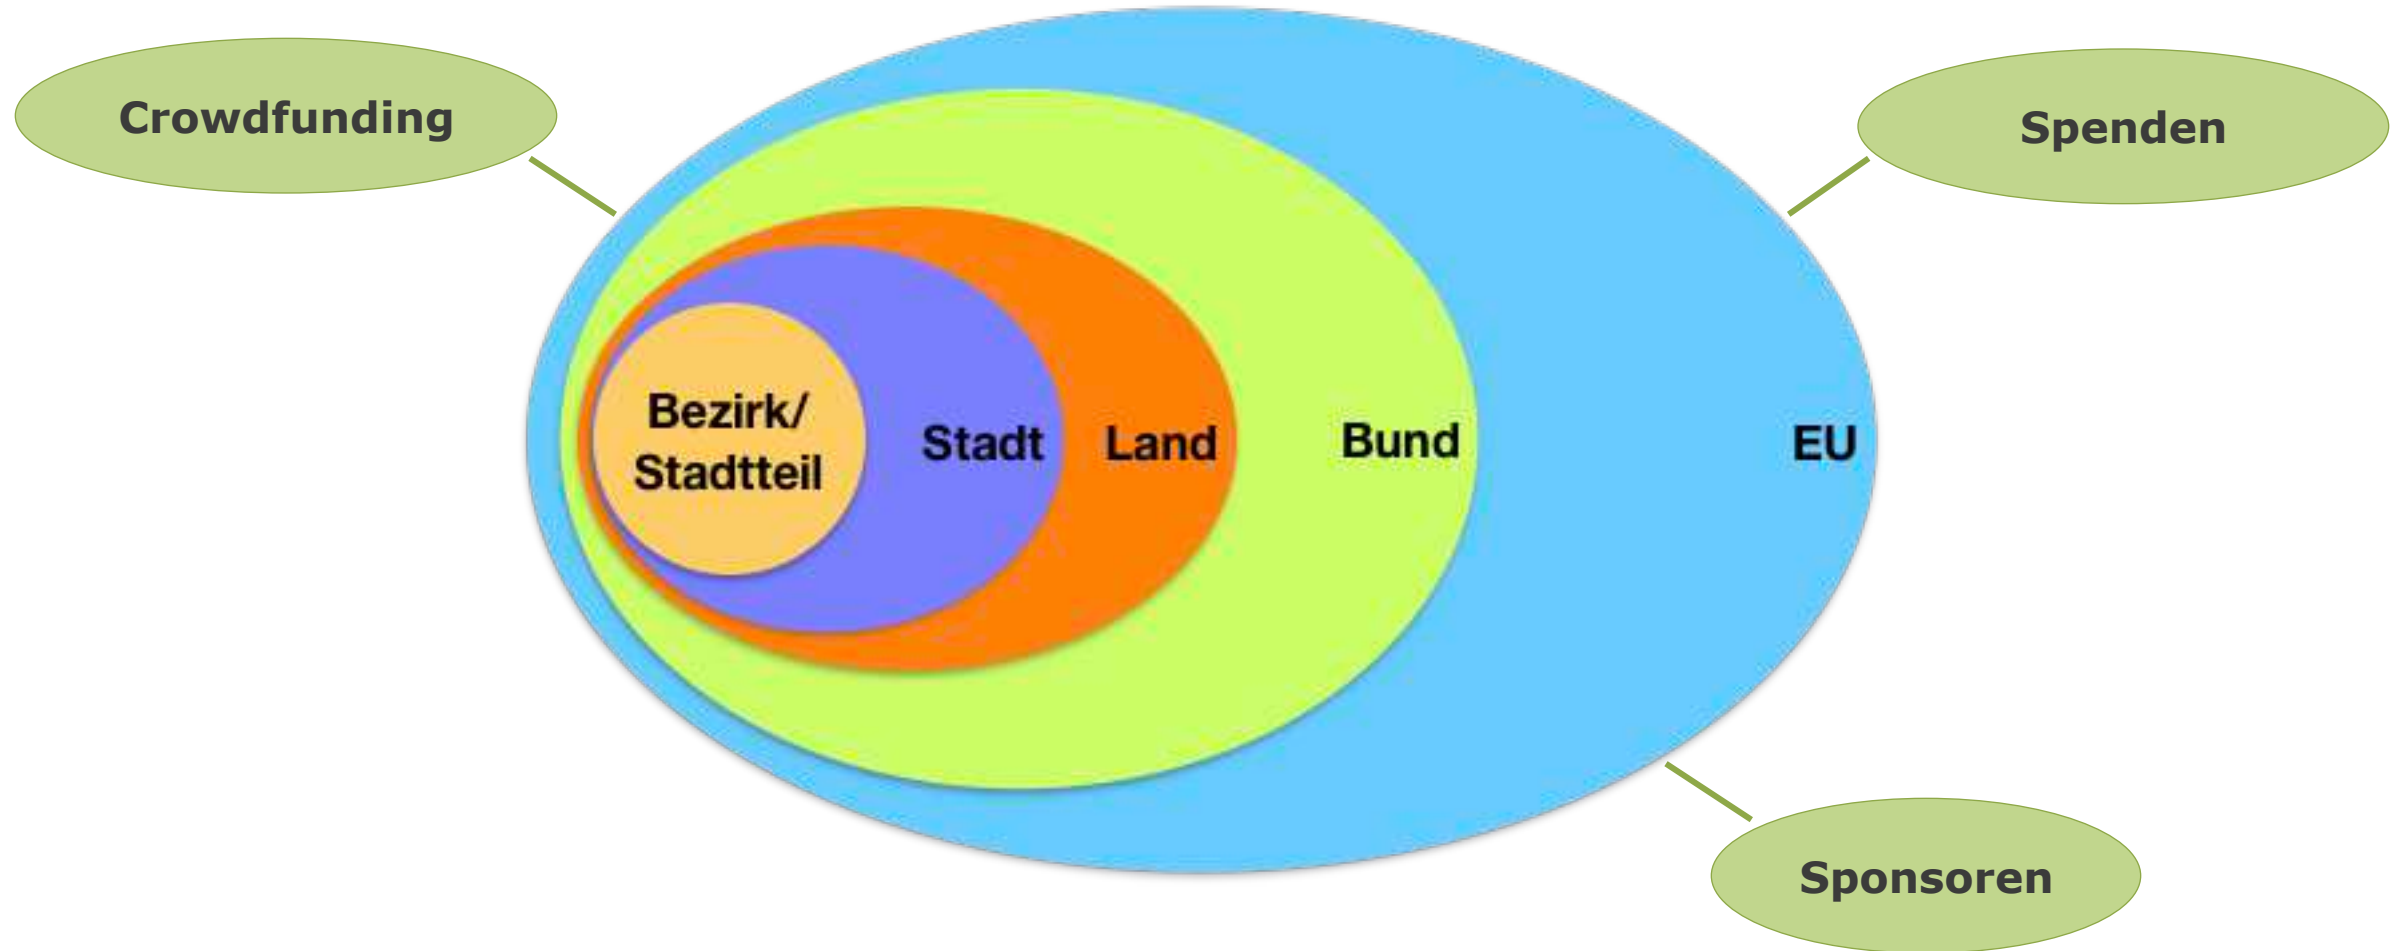 Crowdfunding
Spenden
Bezirk/
Stadtteil
Stadt
Land
Bund
EU
Sponsoren